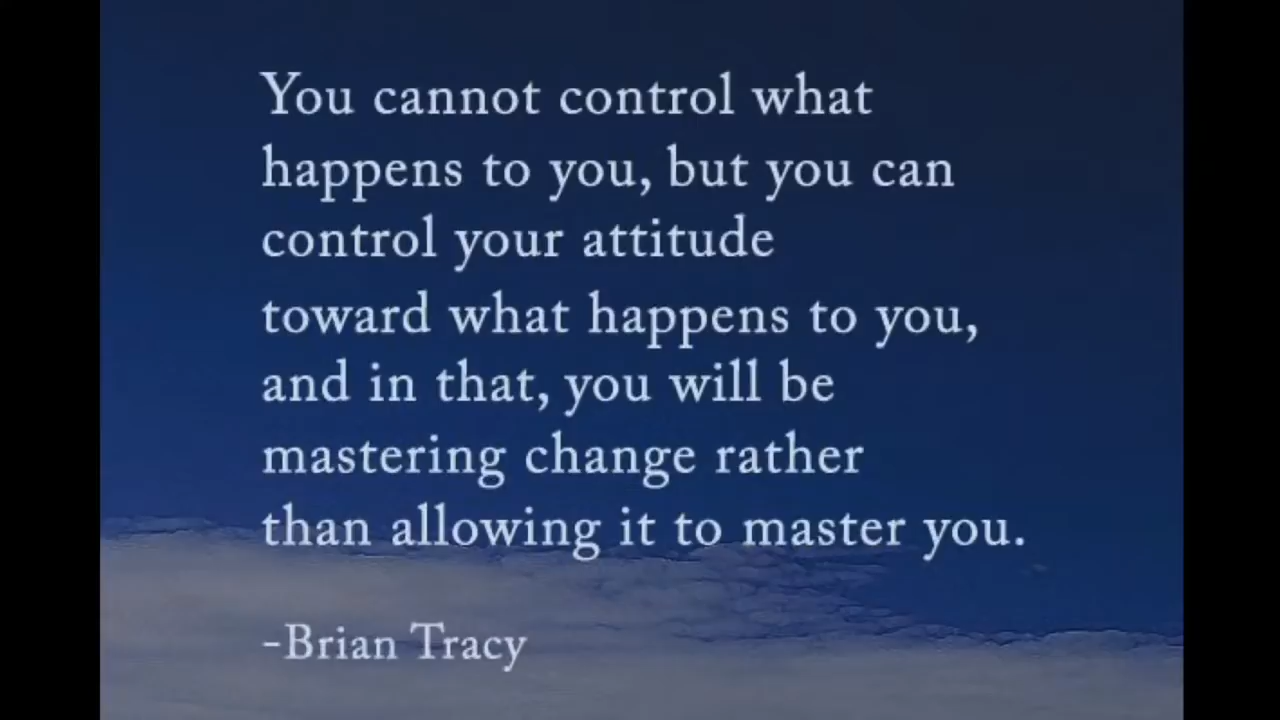 You cannot control what
happens to you, but you can
control your attitude
toward what happens to you,
and in that, you will be
mastering change rather
than allowing it to master you.
-Brian Tracy